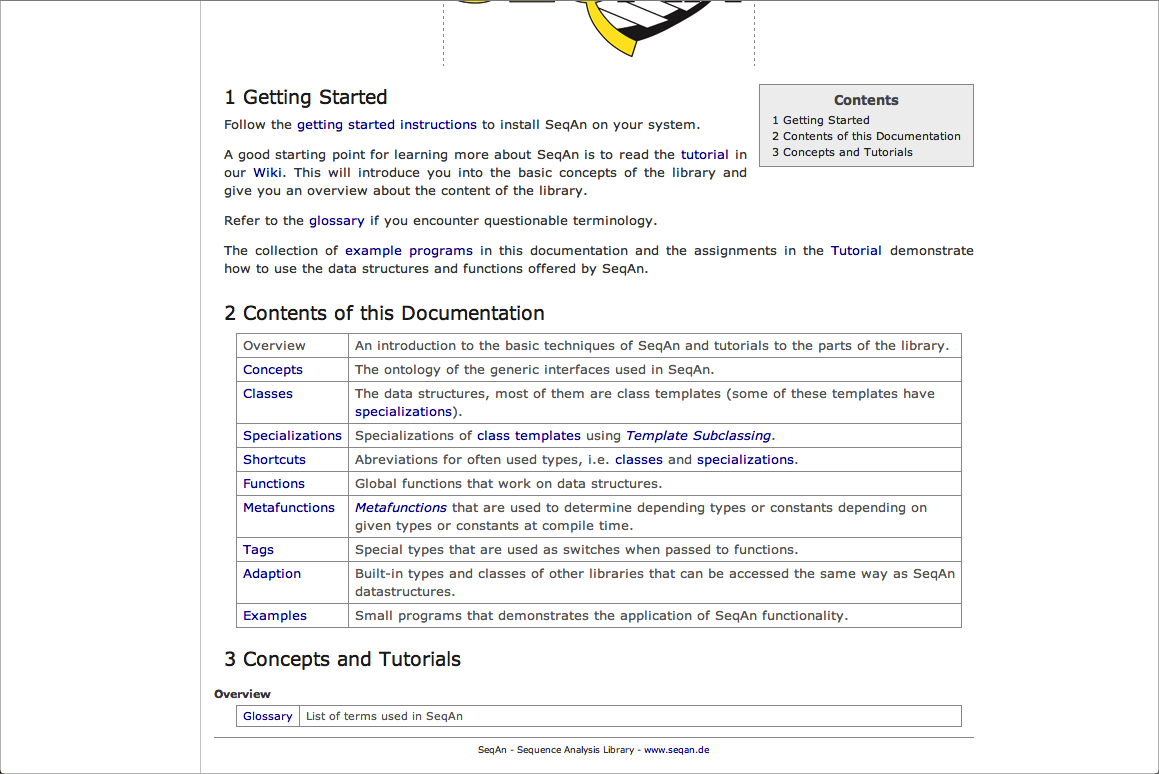 1 Getting Started
Contents
1 Getting Started
2 Contents of this Documentation
3 Concepts and Tutorials
Follow the getting started instructions to install SeqAn on your system.
A good starting point for learning more about SeqAn is to read the tutorial in
our Wiki. This will introduce you into the basic concepts of the library and
give you an overview about the content of the library.
Refer to the glossary if you encounter questionable terminology.
The collection of example programs in this documentation and the assignments in the Tutorial demonstrate
how to use the data structures and functions offered by SeqAn.
2 Contents of this Documentation
Overview An introduction to the basic techniques of SeqAn and tutorials to the parts of the library.
Concepts The ontology of the generic interfaces used in SeqAn.
Classes The data structures, most of them are class templates (some of these templates have
specializations).
Specializations Specializations of class templates using Template Subclassing.
Shortcuts Abreviations for often used types, i.e. classes and specializations.
Functions Global functions that work on data structures.
Metafunctions Metafunctions that are used to determine depending types or constants depending on
given types or constants at compile time.
Tags Special types that are used as switches when passed to functions.
Adaption Built-in types and classes of other libraries that can be accessed the same way as SeqAn
datastructures.
Examples Small programs that demonstrates the application of SeqAn functionality.
3 Concepts and Tutorials
Overview
Glossary List of terms used in SeqAn
SeqAn - Sequence Analysis Library - www.seqan.de